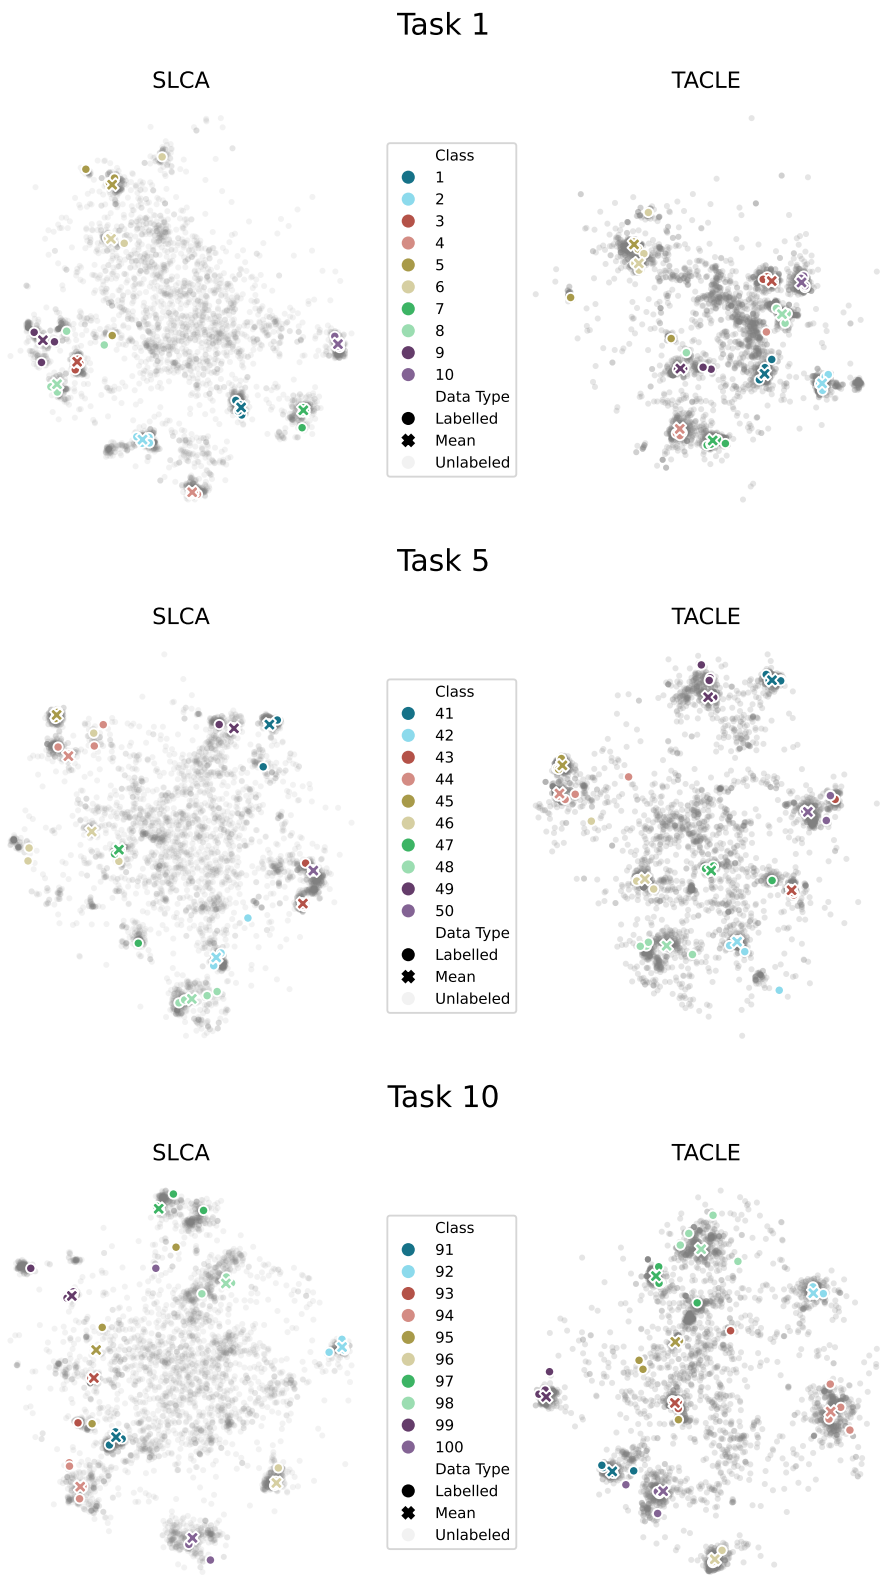 Task 1
SLCA
TACLE
Class
1
2
3
4
5
6
7
8
9
10
Data Type
Labelled
Mean
Unlabeled
Task 5
SLCA
TACLE
Class
41
42
43
44
45
46
47
48
49
50
Data Type
Labelled
Mean
Unlabeled
Task 10
SLCA
TACLE
Class
91
92
93
94
95
96
97
98
99
100
Data Type
Labelled
Mean
Unlabeled